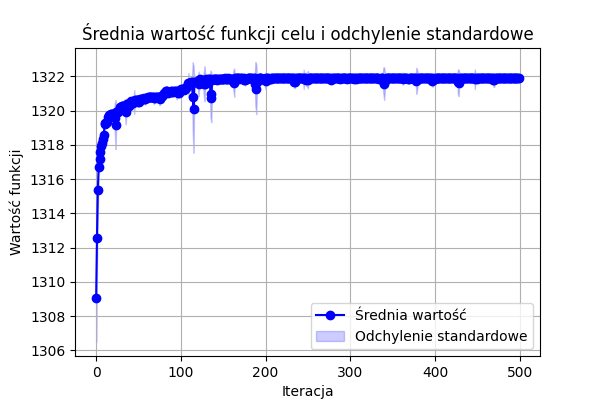 Średnia wartość funkcji celu i odchylenie standardowe
Wartość funkcji
1322
1320
1318
1316
1314
1312
1310
1308
1306
0 100 200 300 400 500
Iteracja
Średnia wartość
Odchylenie standardowe